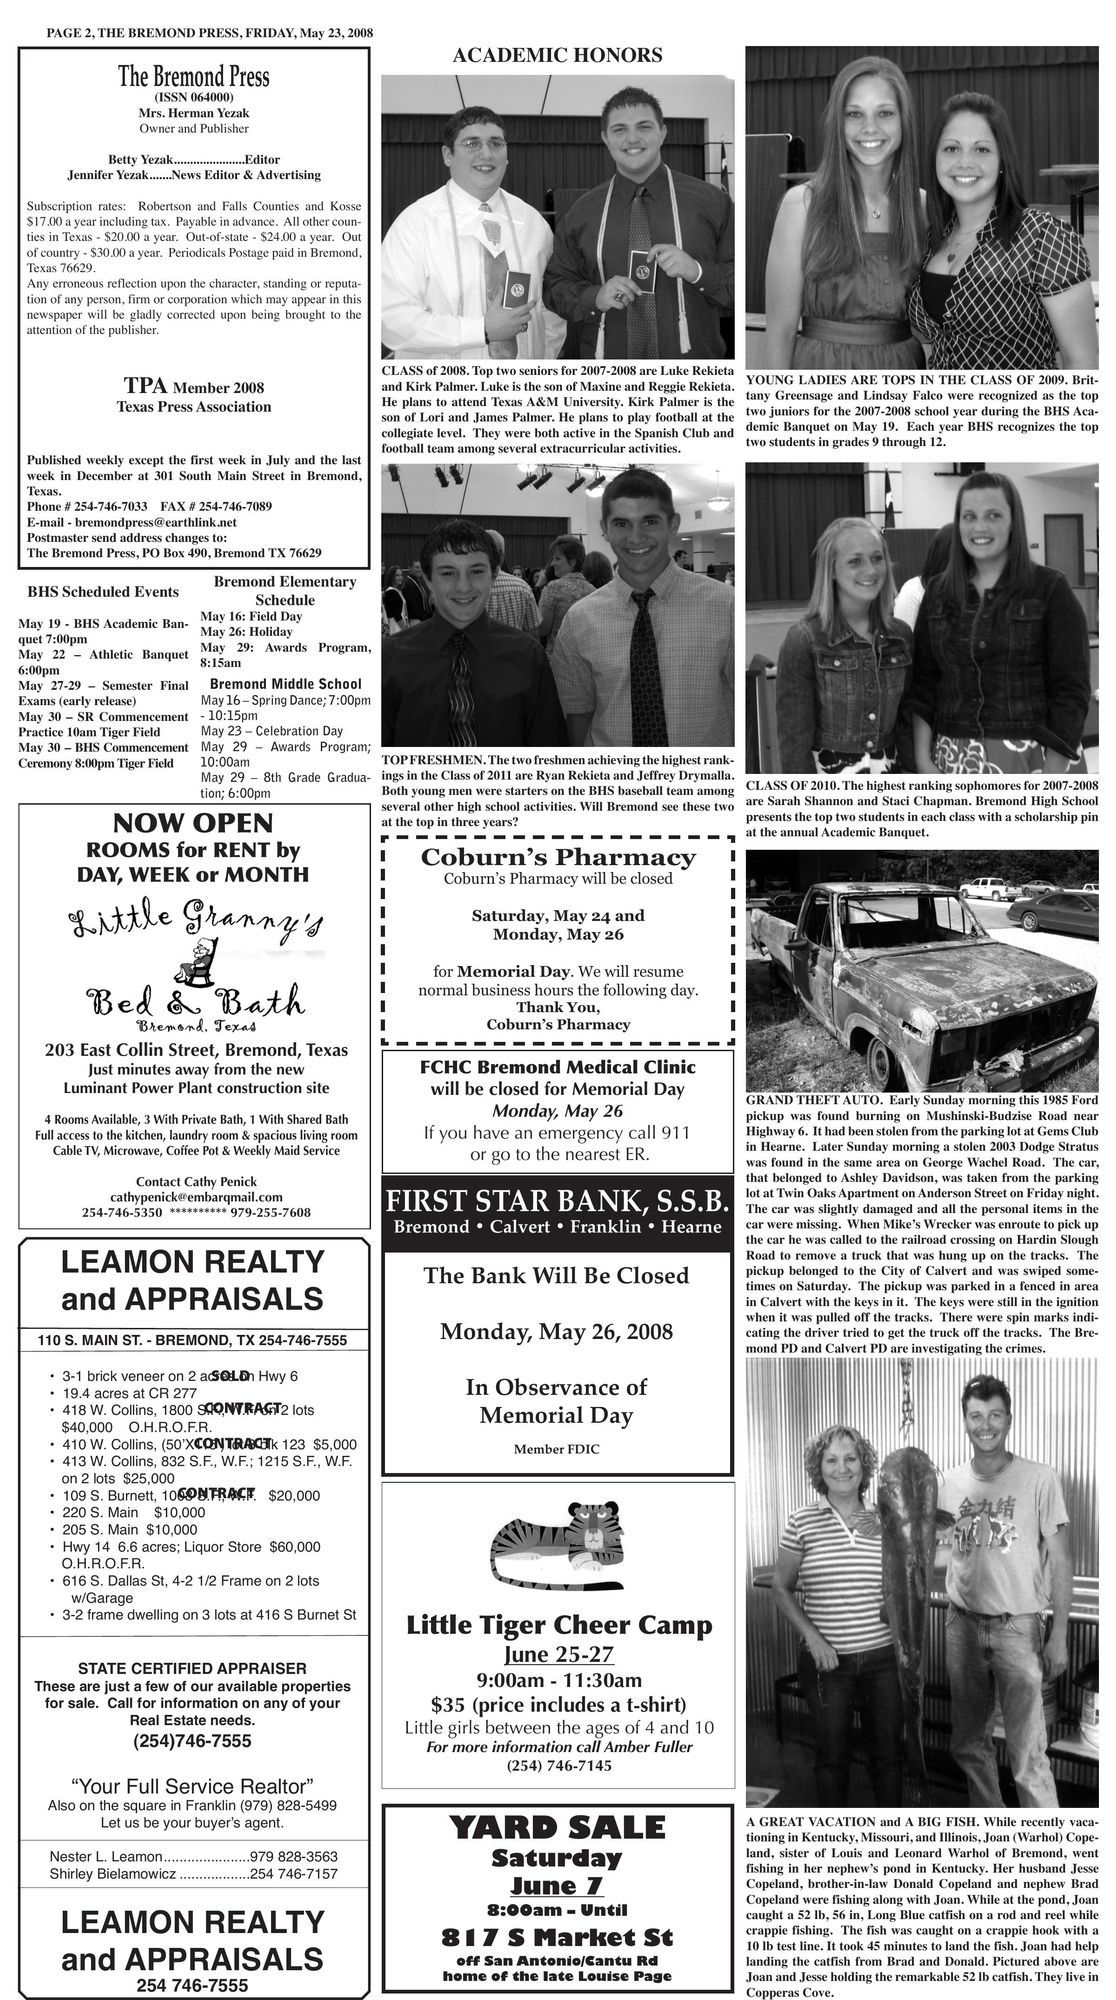 PAGE 2, THE BREMOND PRESS, FRIDAY, May 23, 2008
The Bremond Press
(ISSN 064000)
Mrs. Herman Yezak
Owner and Publisher
Betty Yezak......................Editor
Jennifer Yezak.......News Editor & Advertising
Subscription rates: Robertson and Falls Counties and Kosse
$17.00 a year including tax. Payable in advance. All other coun-
ties in Texas - $20.00 a year. Out-of-state - $24.00 a year. Out
of country - $30.00 a year. Periodicals Postage paid in Bremond,
Texas 76629.
Any erroneous reflection upon the character, standing or reputa-
tion of any person, firm or corporation which may appear in this
newspaper will be gladly corrected upon being brought to the
attention of the publisher.
TPA Member 2008
Texas Press Association
Published weekly except the first week in July and the last
week in December at 301 South Main Street in Bremond,
Texas.
Phone # 254-746-7033 FAX # 254-746-7089
E-mail - bremondpress@earthlink.net
Postmaster send address changes to:
The Bremond Press, PO Box 490, Bremond TX 76629
BHS Scheduled Events
May 19 - BHS Academic Ban-
quet 7:00pm
May 22 – Athletic Banquet
6:00pm
May 27-29 – Semester Final
Exams (early release)
May 30 – SR Commencement
Practice 10am Tiger Field
May 30 – BHS Commencement
Ceremony 8:00pm Tiger Field
Bremond Elementary
Schedule
May 16: Field Day
May 26: Holiday
May 29: Awards Program,
8:15am
Bremond Middle School
May 16 – Spring Dance; 7:00pm
- 10:15pm
May 23 – Celebration Day
May 29 – Awards Program;
10:00am
May 29 – 8th Grade Gradua-
tion; 6:00pm
NOW OPEN
ROOMS for RENT by
DAY, WEEK or MONTH
Little Granny's
Bed & Bath
Bremond, Texas
203 East Collin Street, Bremond, Texas
Just minutes away from the new
Luminant Power Plant construction site
4 Rooms Available, 3 With Private Bath, 1 With Shared Bath
Full access to the kitchen, laundry room & spacious living room
Cable TV, Microwave, Coffee Pot & Weekly Maid Service
Contact Cathy Penick
cathypenick@embarqmail.com
254-746-5350 ********** 979-255-7608
LEAMON REALTY
and APPRAISALS
110 S. MAIN ST. - BREMOND, TX 254-746-7555
• 3-1 brick veneer on 2 acres on Hwy 6 SOLD
• 19.4 acres at CR 277
• 418 W. Collins, 1800 S.F., W.F. on 2 lots CONTRACT
$40,000 O.H.R.O.F.R.
• 410 W. Collins, (50'X CONTRACT blk 123 $5,000
• 413 W. Collins, 832 S.F., W.F.; 1215 S.F., W.F.
on 2 lots $25,000
• 109 S. Burnett, CONTRACT S.F., W.F. $20,000
• 220 S. Main $10,000
• 205 S. Main $10,000
• Hwy 14 6.6 acres; Liquor Store $60,000
O.H.R.O.F.R.
• 616 S. Dallas St, 4-2 1/2 Frame on 2 lots
w/Garage
• 3-2 frame dwelling on 3 lots at 416 S Burnet St
STATE CERTIFIED APPRAISER
These are just a few of our available properties
for sale. Call for information on any of your
Real Estate needs.
(254)746-7555
“Your Full Service Realtor”
Also on the square in Franklin (979) 828-5499
Let us be your buyer's agent.
Nester L. Leamon......................979 828-3563
Shirley Bielamowicz ..................254 746-7157
LEAMON REALTY
and APPRAISALS
254 746-7555
ACADEMIC HONORS
CLASS of 2008. Top two seniors for 2007-2008 are Luke Rekieta
and Kirk Palmer. Luke is the son of Maxine and Reggie Rekieta.
He plans to attend Texas A&M University. Kirk Palmer is the
son of Lori and James Palmer. He plans to play football at the
collegiate level. They were both active in the Spanish Club and
football team among several extracurricular activities.
TOP FRESHMEN. The two freshmen achieving the highest rank-
ings in the Class of 2011 are Ryan Rekieta and Jeffrey Drymalla.
Both young men were starters on the BHS baseball team among
several other high school activities. Will Bremond see these two
at the top in three years?
Coburn's Pharmacy
Coburn's Pharmacy will be closed
Saturday, May 24 and
Monday, May 26
for Memorial Day. We will resume
normal business hours the following day.
Thank You,
Coburn's Pharmacy
FCHC Bremond Medical Clinic
will be closed for Memorial Day
Monday, May 26
If you have an emergency call 911
or go to the nearest ER.
FIRST STAR BANK, S.S.B.
Bremond • Calvert • Franklin • Hearne
The Bank Will Be Closed
Monday, May 26, 2008
In Observance of
Memorial Day
Member FDIC
Little Tiger Cheer Camp
June 25-27
9:00am - 11:30am
$35 (price includes a t-shirt)
Little girls between the ages of 4 and 10
For more information call Amber Fuller
(254) 746-7145
YARD SALE
Saturday
June 7
8:00am – Until
817 S Market St
off San Antonio/Cantu Rd
home of the late Louise Page
YOUNG LADIES ARE TOPS IN THE CLASS OF 2009. Brit-
tany Greensage and Lindsay Falco were recognized as the top
two juniors for the 2007-2008 school year during the BHS Aca-
demic Banquet on May 19. Each year BHS recognizes the top
two students in grades 9 through 12.
CLASS OF 2010. The highest ranking sophomores for 2007-2008
are Sarah Shannon and Staci Chapman. Bremond High School
presents the top two students in each class with a scholarship pin
at the annual Academic Banquet.
GRAND THEFT AUTO. Early Sunday morning this 1985 Ford
pickup was found burning on Mushinski-Budzise Road near
Highway 6. It had been stolen from the parking lot at Gems Club
in Hearne. Later Sunday morning a stolen 2003 Dodge Stratus
was found in the same area on George Wachel Road. The car,
that belonged to Ashley Davidson, was taken from the parking
lot at Twin Oaks Apartment on Anderson Street on Friday night.
The car was slightly damaged and all the personal items in the
car were missing. When Mike's Wrecker was enroute to pick up
the car he was called to the railroad crossing on Hardin Slough
Road to remove a truck that was hung up on the tracks. The
pickup belonged to the City of Calvert and was swiped some-
times on Saturday. The pickup was parked in a fenced in area
in Calvert with the keys in it. The keys were still in the ignition
when it was pulled off the tracks. There were spin marks indi-
cating the driver tried to get the truck off the tracks. The Bre-
mond PD and Calvert PD are investigating the crimes.
金九结
A GREAT VACATION and A BIG FISH. While recently vaca-
tioning in Kentucky, Missouri, and Illinois, Joan (Warhol) Cope-
land, sister of Louis and Leonard Warhol of Bremond, went
fishing in her nephew's pond in Kentucky. Her husband Jesse
Copeland, brother-in-law Donald Copeland and nephew Brad
Copeland were fishing along with Joan. While at the pond, Joan
caught a 52 lb, 56 in, Long Blue catfish on a rod and reel while
crappie fishing. The fish was caught on a crappie hook with a
10 lb test line. It took 45 minutes to land the fish. Joan had help
landing the catfish from Brad and Donald. Pictured above are
Joan and Jesse holding the remarkable 52 lb catfish. They live in
Copperas Cove.